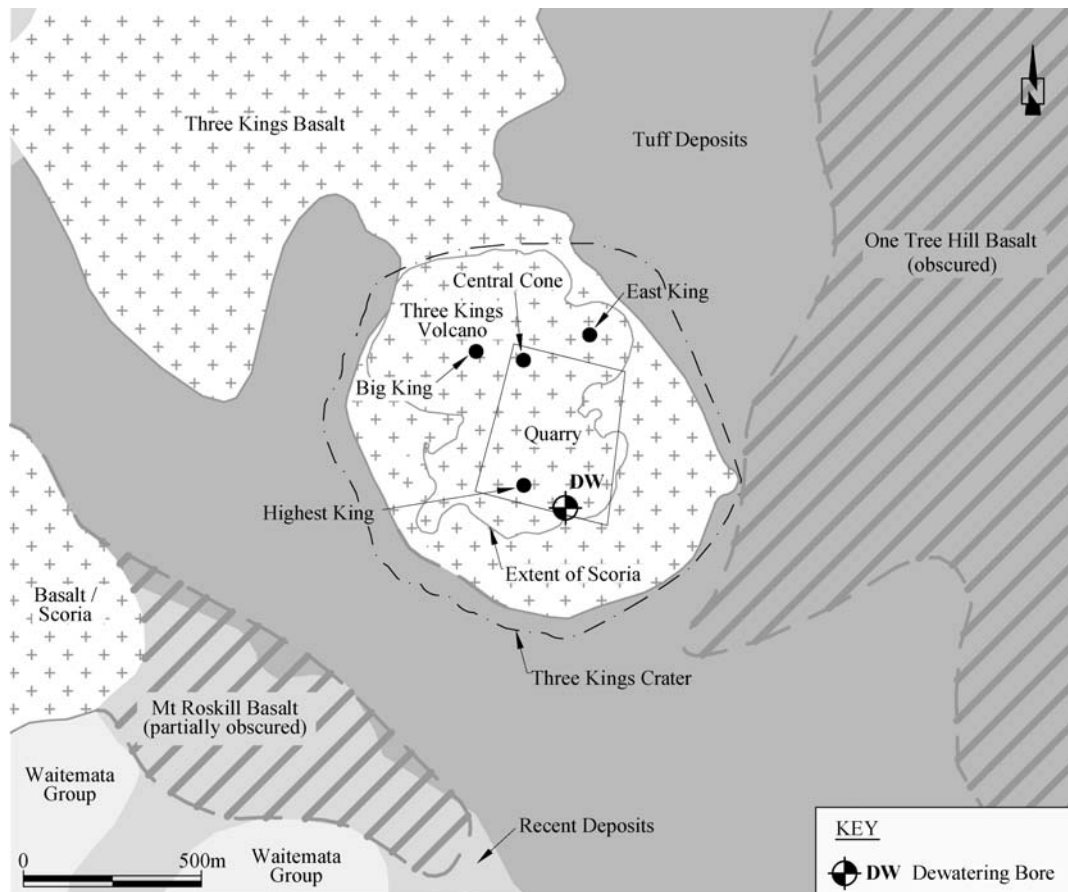 Three Kings Basalt
N
Tuff Deposits
One Tree Hill Basalt
(obscured)
Central Cone
East King
Three Kings
Volcano
Big King
Quarry
DW
Highest King
Extent of Scoria
Basalt /
Scoria
Three Kings Crater
Mt Roskill Basalt
(partially obscured)
Waitemata
Group
Recent Deposits
Waitemata
Group
0
500m
KEY
DW Dewatering Bore